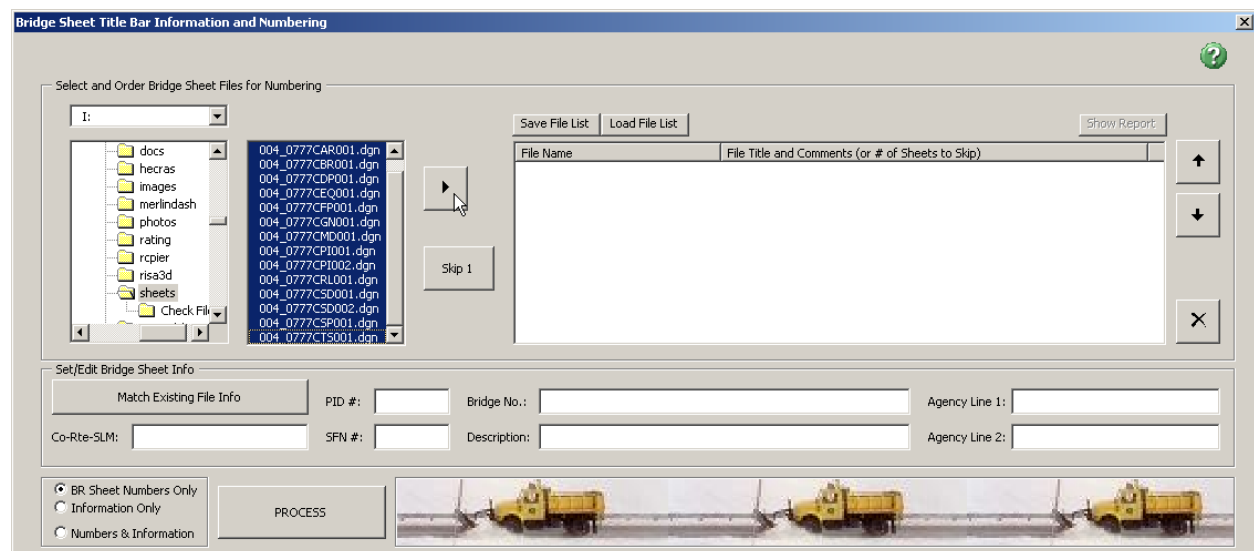 Bridge Sheet Title Bar Information and Numbering
Select and Order Bridge Sheet Files for Numbering
I:
Save File List
Load File List
Show Report
docs
hecras
images
merlindash
photos
rating
rcpier
risa3d
sheets
Check File
004_0777CAR001.dgn
004_0777CBR001.dgn
004_0777CDP001.dgn
004_0777CEQ001.dgn
004_0777CFP001.dgn
004_0777CGN001.dgn
004_0777CMD001.dgn
004_0777CPI001.dgn
004_0777CPI002.dgn
004_0777CRL001.dgn
004_0777CSD001.dgn
004_0777CSD002.dgn
004_0777CSP001.dgn
004_0777CTS001.dgn
Skip 1
File Name
File Title and Comments (or # of Sheets to Skip)
Set/Edit Bridge Sheet Info
Match Existing File Info
PID #:
Bridge No.:
Agency Line 1:
Co-Rte-SLM:
SFN #:
Description:
Agency Line 2:
BR Sheet Numbers Only
Information Only
Numbers & Information
PROCESS